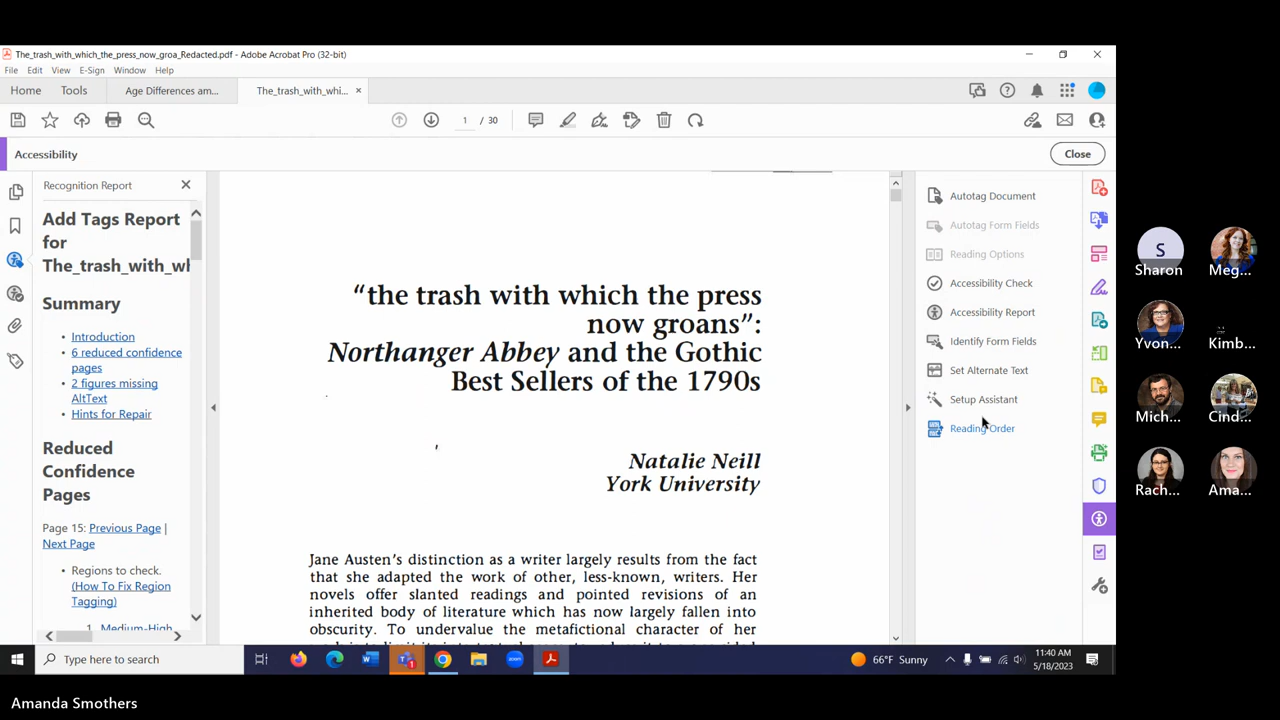 The_trash_with_which_the_press_now_groa_Redacted.pdf - Adobe Acrobat Pro (32-bit)
File Edit View E-Sign Window Help
Home Tools Age Differences am... The_trash_with_whi... ×
1 / 30
Accessibility
Close
Recognition Report
Add Tags Report
for
The_trash_with_wh
Summary
• Introduction
• 6 reduced confidence
pages
• 2 figures missing
AltText
• Hints for Repair
Reduced
Confidence
Pages
Page 15: Previous Page |
Next Page
• Regions to check.
(How To Fix Region
Tagging)
1. Medium-High
“the trash with which the press
now groans”:
Northanger Abbey and the Gothic
Best Sellers of the 1790s
Natalie Neill
York University
Jane Austen’s distinction as a writer largely results from the fact
that she adapted the work of other, less-known, writers. Her
novels offer slanted readings and pointed revisions of an
inherited body of literature which has now largely fallen into
obscurity. To undervalue the metafictional character of her
Autotag Document
Autotag Form Fields
Reading Options
Accessibility Check
Accessibility Report
Identify Form Fields
Set Alternate Text
Setup Assistant
Reading Order
S
Sharon
Meg...
Yvon...
Kimb...
Mich...
Cind...
Rach...
Ama...
Type here to search
66°F Sunny
11:40 AM
5/18/2023
Amanda Smothers